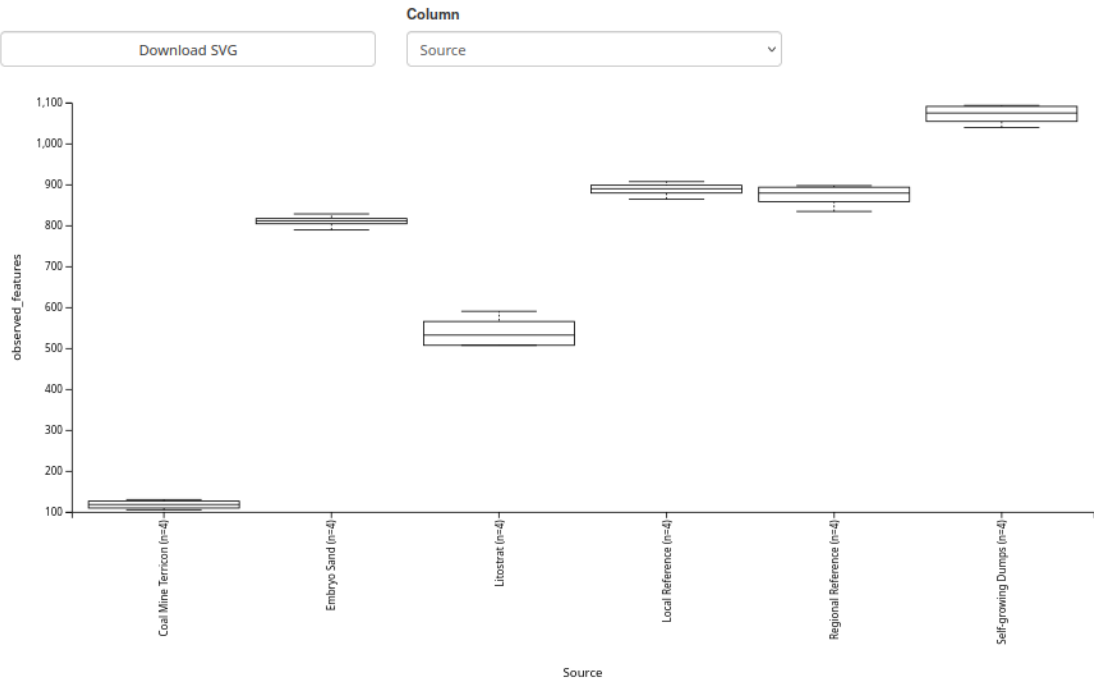 Column
Download SVG
Source
1,100
1,000
900
800
700
600
500
400
300
200
100
observed_features
Coal Mine Terricon (n=4)
Embryo Sand (n=4)
Litostrat (n=4)
Local Reference (n=4)
Regional Reference (n=4)
Self-growing Dumps (n=4)
Source